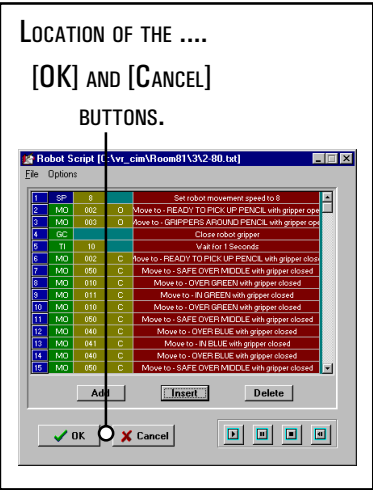 LOCATION OF THE ....
[OK] AND [CANCEL]
BUTTONS.
Robot Script [C:\vr_cim\Room81\3\2-80.txt]
File Options
1 SP 8 Set robot movement speed to 8
2 MO 002 O Move to - READY TO PICK UP PENCIL with gripper ope
3 MO 003 O Move to - GRIPPERS AROUND PENCIL with gripper ope
4 GC Close robot gripper
5 TI 10 Wait for 1 Seconds
6 MO 002 C Move to - READY TO PICK UP PENCIL with gripper close
7 MO 050 C Move to - SAFE OVER MIDDLE with gripper closed
8 MO 010 C Move to - OVER GREEN with gripper closed
9 MO 011 C Move to - IN GREEN with gripper closed
10 MO 010 C Move to - OVER GREEN with gripper closed
11 MO 050 C Move to - SAFE OVER MIDDLE with gripper closed
12 MO 040 C Move to - OVER BLUE with gripper closed
13 MO 041 C Move to - IN BLUE with gripper closed
14 MO 040 C Move to - OVER BLUE with gripper closed
15 MO 050 C Move to - SAFE OVER MIDDLE with gripper closed
Add Insert Delete
OK Cancel